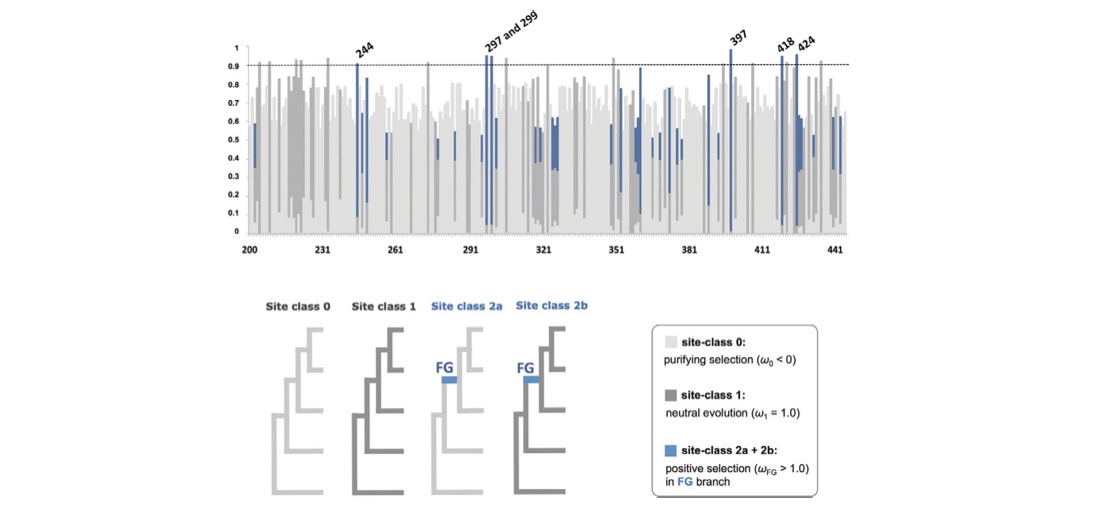 244
297 and 299
397
418
424
1
0.9
0.8
0.7
0.6
0.5
0.4
0.3
0.2
0.1
0
200 231 261 291 321 351 381 411 441
Site class 0 Site class 1 Site class 2a Site class 2b
FG FG
site-class 0:
purifying selection (ω₀ < 0)
site-class 1:
neutral evolution (ω₁ = 1.0)
site-class 2a + 2b:
positive selection (ω_FG > 1.0)
in FG branch